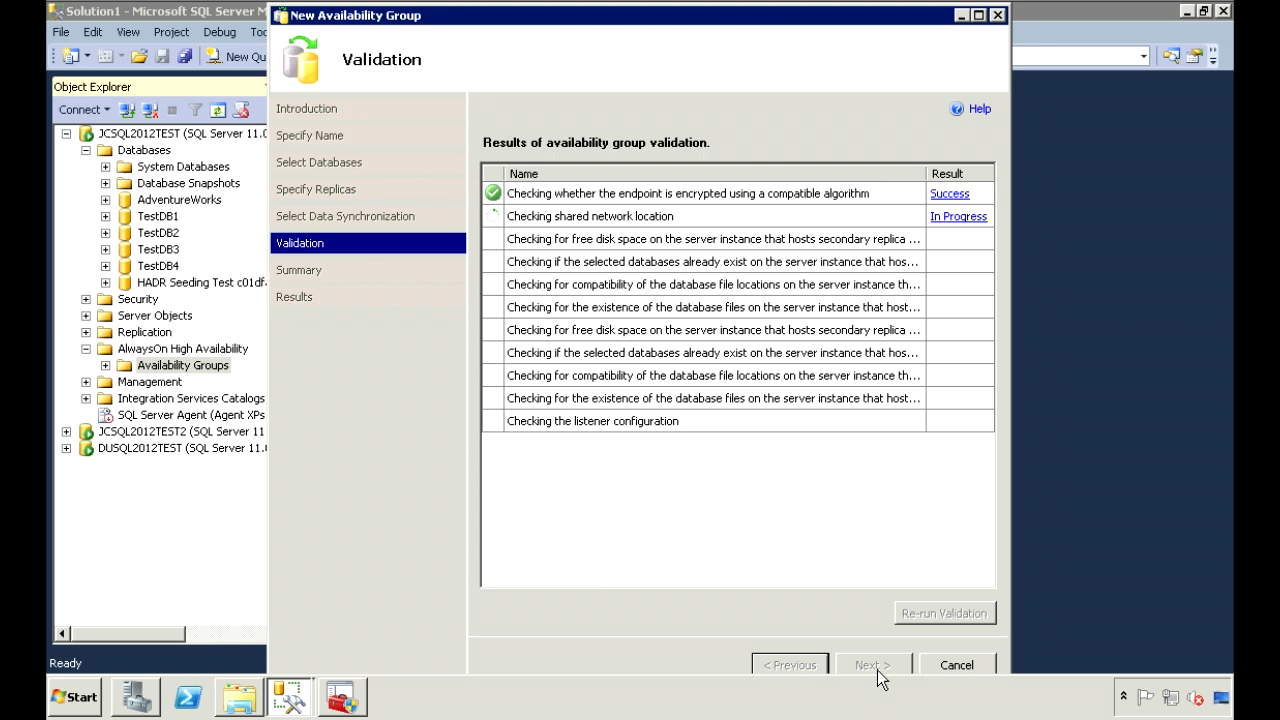 Solution1 - Microsoft SQL Server M
New Availability Group
File Edit View Project Debug
Validation
New Qu
Object Explorer
Connect
Introduction
Help
JCSQL2012TEST (SQL Server 11.0
Specify Name
Results of availability group validation.
Databases
System Databases
Select Databases
Name Result
Database Snapshots
Specify Replicas
Checking whether the endpoint is encrypted using a compatible algorithm Success
AdventureWorks
TestDB1
Select Data Synchronization
Checking shared network location In Progress
TestDB2
Validation
Checking for free disk space on the server instance that hosts secondary replica ...
TestDB3
TestDB4
Summary
Checking if the selected databases already exist on the server instance that hos...
HADR Seeding Test c01df
Checking for compatibility of the database file locations on the server instance th...
Security
Results
Checking for the existence of the database files on the server instance that host...
Server Objects
Replication
Checking for free disk space on the server instance that hosts secondary replica ...
AlwaysOn High Availability
Checking if the selected databases already exist on the server instance that hos...
Availability Groups
Checking for compatibility of the database file locations on the server instance th...
Management
Integration Services Catalogs
Checking for the existence of the database files on the server instance that host...
SQL Server Agent (Agent XPs
Checking the listener configuration
JCSQL2012TEST2 (SQL Server 11
DUSQL2012TEST (SQL Server 11.0
Re-run Validation
Ready
< Previous Next > Cancel
Start